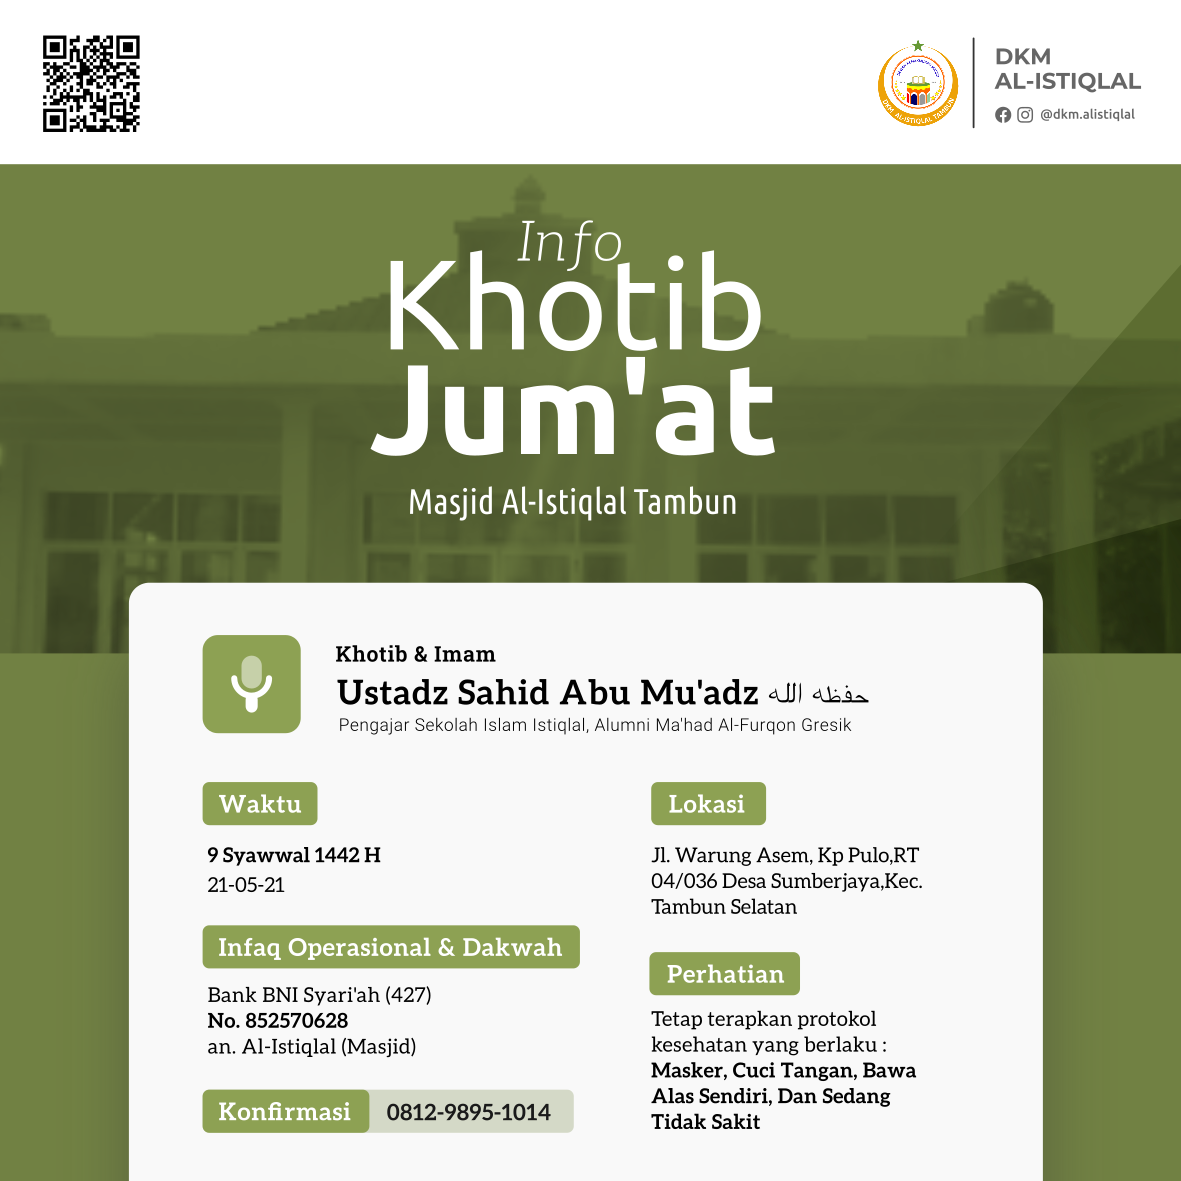 DKM
AL-ISTIQLAL
@dkm.alistiqlal
DKM AL-ISTIQLAL TAMBUN
Info
Khotib
Jum'at
Masjid Al-Istiqlal Tambun
Khotib & Imam
Ustadz Sahid Abu Mu'adz حفظه الله
Pengajar Sekolah Islam Istiqlal, Alumni Ma'had Al-Furqon Gresik
Waktu
9 Syawwal 1442 H
21-05-21
Infaq Operasional & Dakwah
Bank BNI Syari'ah (427)
No. 852570628
an. Al-Istiqlal (Masjid)
Konfirmasi 0812-9895-1014
Lokasi
Jl. Warung Asem, Kp Pulo,RT
04/036 Desa Sumberjaya,Kec.
Tambun Selatan
Perhatian
Tetap terapkan protokol
kesehatan yang berlaku :
Masker, Cuci Tangan, Bawa
Alas Sendiri, Dan Sedang
Tidak Sakit